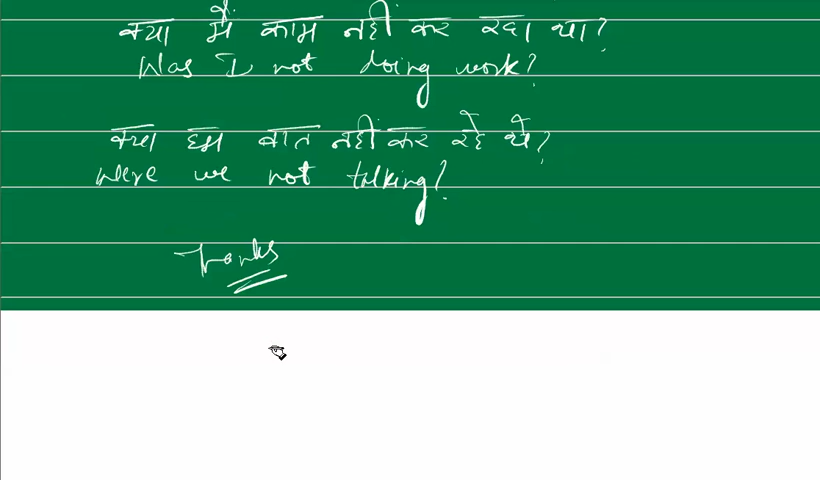 क्या मैं काम नहीं कर रहा था?
Was I not doing work?
क्या हम बात नहीं कर रहे थे?
Were we not talking?
Thanks